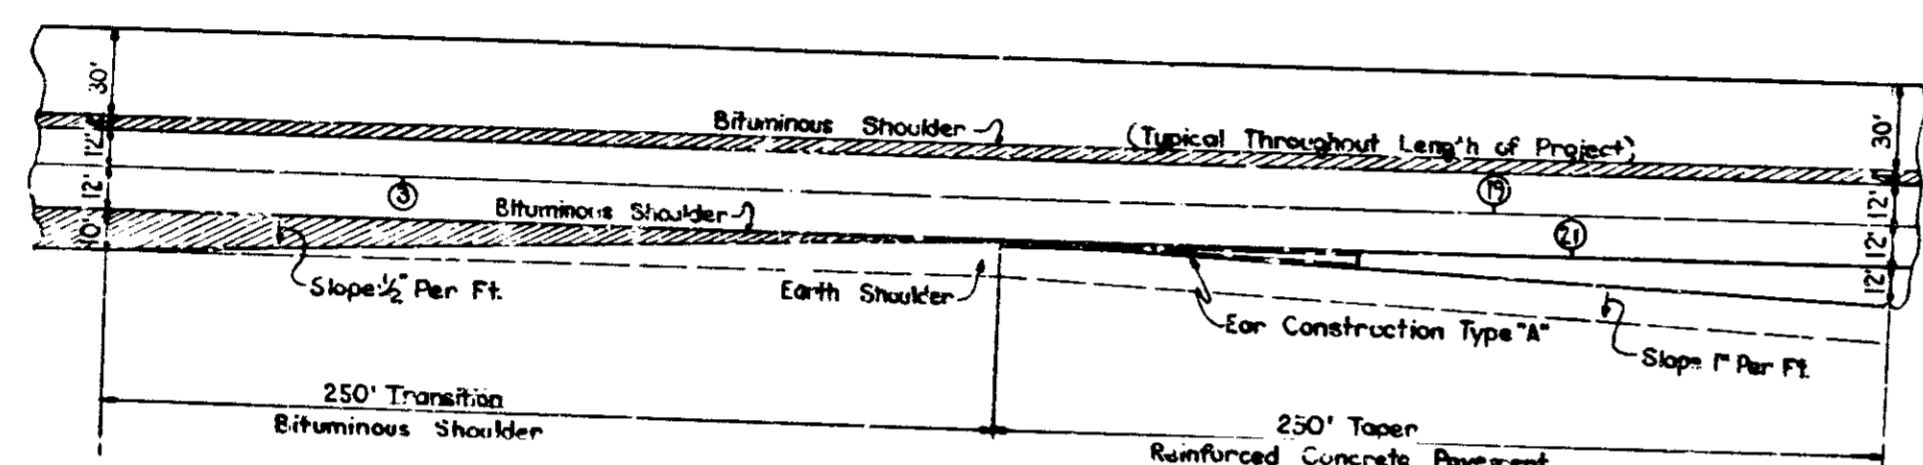 30'
12'
12'
10'
Bituminous Shoulder
(Typical Throughout Length of Project)
30'
12'
12'
12'
3
19
21
Bituminous Shoulder
Slope ½" Per Ft.
Earth Shoulder
Ear Construction Type "A"
Slope 1" Per Ft.
250' Transition
Bituminous Shoulder
250' Taper
Reinforced Concrete Pavement